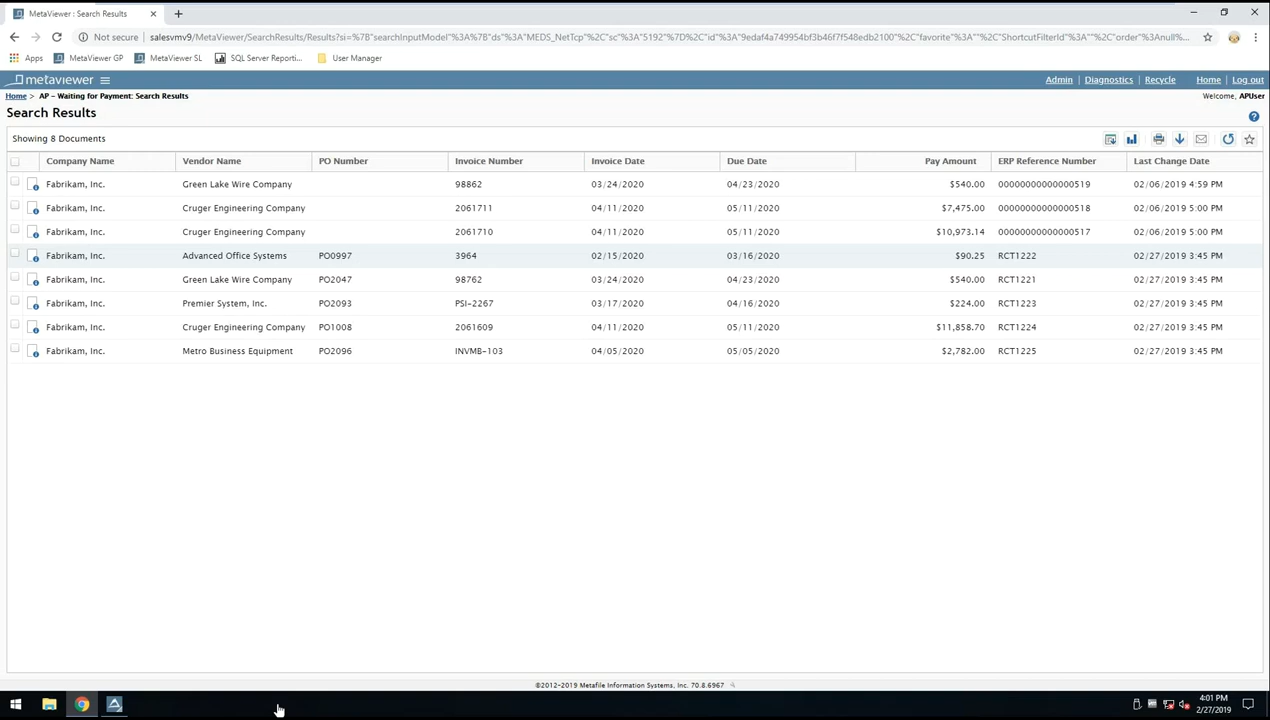 MetaViewer : Search Results
Not secure | salesvmv9/MetaViewer/SearchResults/Results?si=%7B"searchInputModel"%3A%7B"ds"%3A"MEDS_NetTcp"%2C"sc"%3A"5192"%7D%2C"id"%3A"9edaf4a749954bf3b46f7f548edb2100"%2C"favorite"%3A""%2C"ShortcutFilterId"%3A""%2C"order"%3Anull%...
Apps MetaViewer GP MetaViewer SL SQL Server Reporti... User Manager
metaviewer Admin Diagnostics Recycle Home Log out
Home > AP - Waiting for Payment: Search Results Welcome, APUser
Search Results
Showing 8 Documents
Company Name Vendor Name PO Number Invoice Number Invoice Date Due Date Pay Amount ERP Reference Number Last Change Date
Fabrikam, Inc. Green Lake Wire Company 98862 03/24/2020 04/23/2020 $540.00 00000000000000519 02/06/2019 4:59 PM
Fabrikam, Inc. Cruger Engineering Company 2061711 04/11/2020 05/11/2020 $7,475.00 00000000000000518 02/06/2019 5:00 PM
Fabrikam, Inc. Cruger Engineering Company 2061710 04/11/2020 05/11/2020 $10,973.14 00000000000000517 02/06/2019 5:00 PM
Fabrikam, Inc. Advanced Office Systems PO0997 3964 02/15/2020 03/16/2020 $90.25 RCT1222 02/27/2019 3:45 PM
Fabrikam, Inc. Green Lake Wire Company PO2047 98762 03/24/2020 04/23/2020 $540.00 RCT1221 02/27/2019 3:45 PM
Fabrikam, Inc. Premier System, Inc. PO2093 PSI-2267 03/17/2020 04/16/2020 $224.00 RCT1223 02/27/2019 3:45 PM
Fabrikam, Inc. Cruger Engineering Company PO1008 2061609 04/11/2020 05/11/2020 $11,858.70 RCT1224 02/27/2019 3:45 PM
Fabrikam, Inc. Metro Business Equipment PO2096 INVMB-103 04/05/2020 05/05/2020 $2,782.00 RCT1225 02/27/2019 3:45 PM
©2012-2019 Metafile Information Systems, Inc. 70.8.6967
4:01 PM
2/27/2019